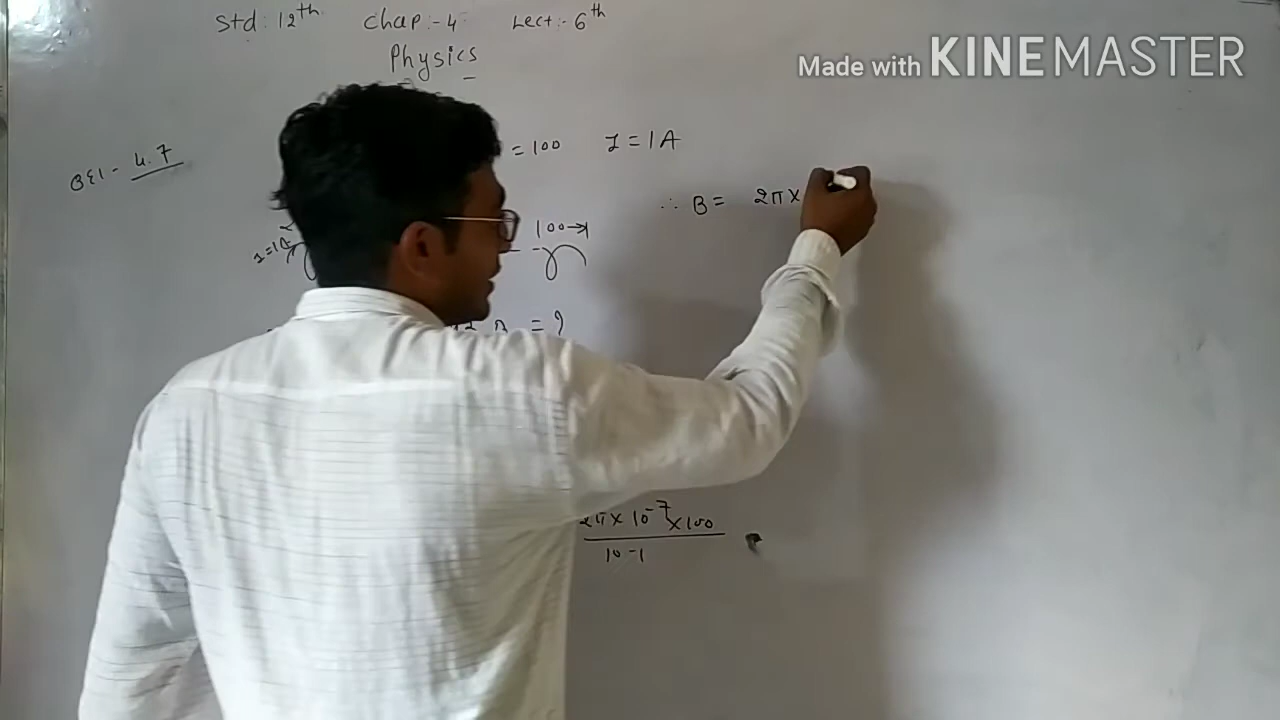 Std: 12th Chap:-4 Lect:-6th
Physics
Made with KINEMASTER
4.7
= 100 I = 1A
∴ B = 2π×
100→|
I=1A
= ?
2π× 10⁻⁷×100
10-1